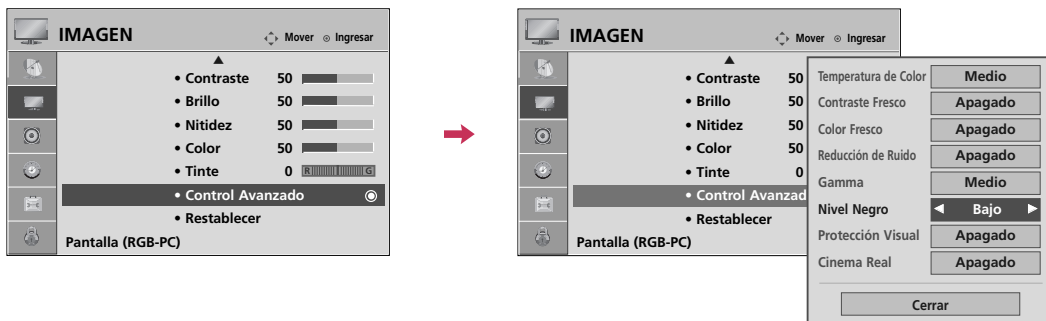 IMAGEN
Mover Ingresar
• Contraste 50
• Brillo 50
• Nitidez 50
• Color 50
• Tinte 0 R G
• Control Avanzado
• Restablecer
Pantalla (RGB-PC)
IMAGEN
Mover Ingresar
• Contraste 50
• Brillo 50
• Nitidez 50
• Color 50
• Tinte 0
• Control Avanzad
• Restablecer
Pantalla (RGB-PC)
Temperatura de Color Medio
Contraste Fresco Apagado
Color Fresco Apagado
Reducción de Ruido Apagado
Gamma Medio
Nivel Negro ◀ Bajo ▶
Protección Visual Apagado
Cinema Real Apagado
Cerrar